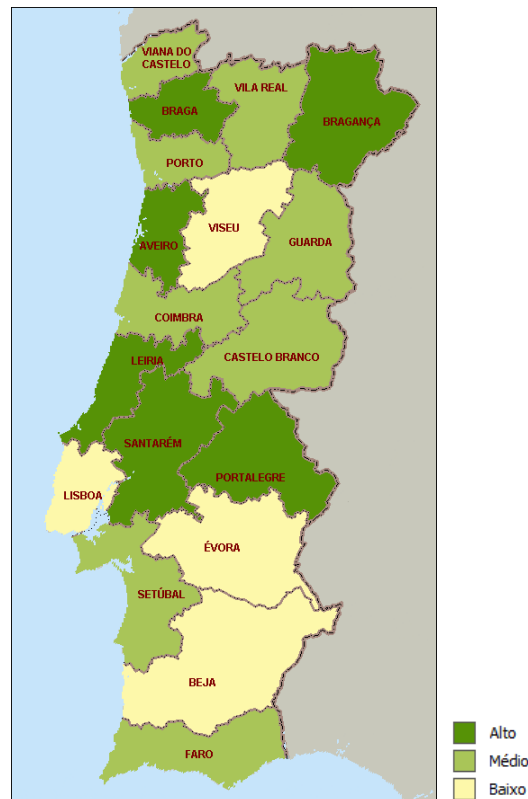 VIANA DO
CASTELO
VILA REAL
BRAGA
BRAGANÇA
PORTO
VISEU
AVEIRO
GUARDA
COIMBRA
LEIRIA
CASTELO BRANCO
SANTARÉM
PORTALEGRE
LISBOA
ÉVORA
SETÚBAL
BEJA
FARO
Alto
Médio
Baixo